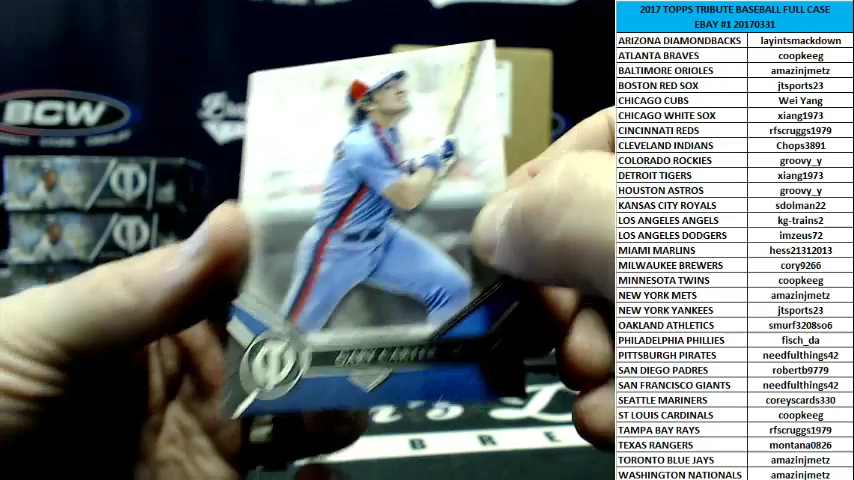 2017 TOPPS TRIBUTE BASEBALL FULL CASE
EBAY #1 20170331
ARIZONA DIAMONDBACKS layintsmackdown
ATLANTA BRAVES coopkeeg
BALTIMORE ORIOLES amazinjmetz
BOSTON RED SOX jtsports23
CHICAGO CUBS Wei Yang
CHICAGO WHITE SOX xiang1973
CINCINNATI REDS rfscruggs1979
CLEVELAND INDIANS Chops3891
COLORADO ROCKIES groovy_y
DETROIT TIGERS xiang1973
HOUSTON ASTROS groovy_y
KANSAS CITY ROYALS sdolman22
LOS ANGELES ANGELS kg-trains2
LOS ANGELES DODGERS imzeus72
MIAMI MARLINS hess21312013
MILWAUKEE BREWERS cory9266
MINNESOTA TWINS coopkeeg
NEW YORK METS amazinjmetz
NEW YORK YANKEES jtsports23
OAKLAND ATHLETICS smurf3208so6
PHILADELPHIA PHILLIES fisch_da
PITTSBURGH PIRATES needfulthings42
SAN DIEGO PADRES robertb9779
SAN FRANCISCO GIANTS needfulthings42
SEATTLE MARINERS coreyscards330
ST LOUIS CARDINALS coopkeeg
TAMPA BAY RAYS rfscruggs1979
TEXAS RANGERS montana0826
TORONTO BLUE JAYS amazinjmetz
WASHINGTON NATIONALS amazinjmetz
BCW
GARY CARTER
B R E